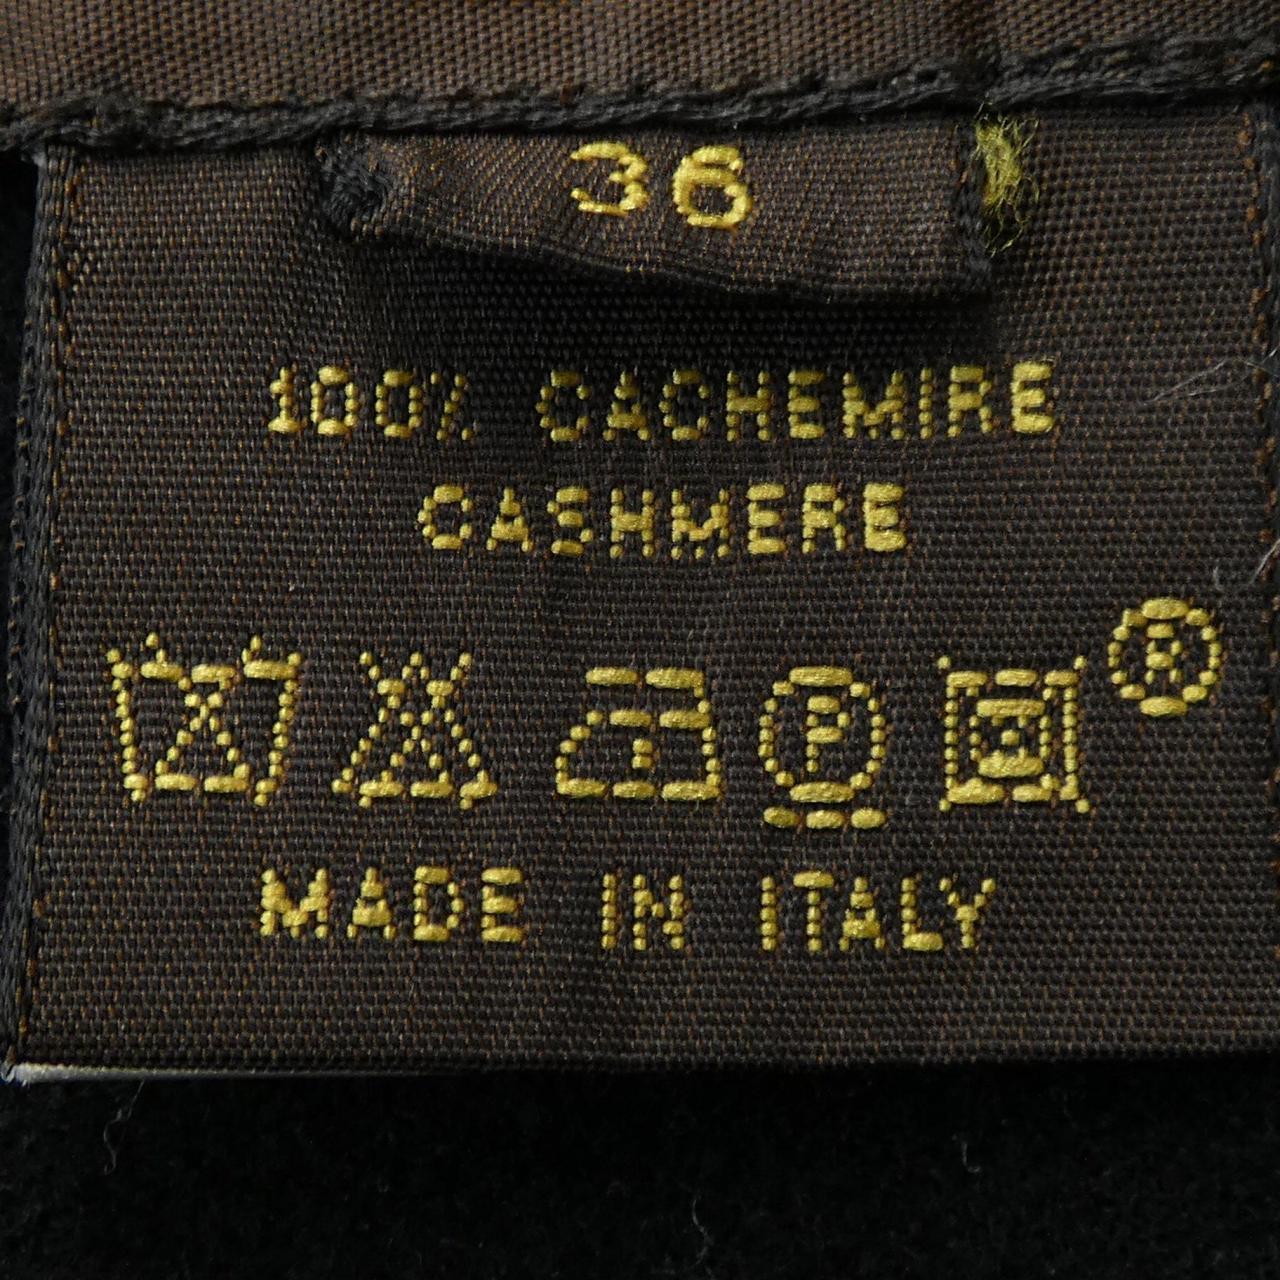 36
100% CACHEMIRE
CASHMERE
P ®
MADE IN ITALY